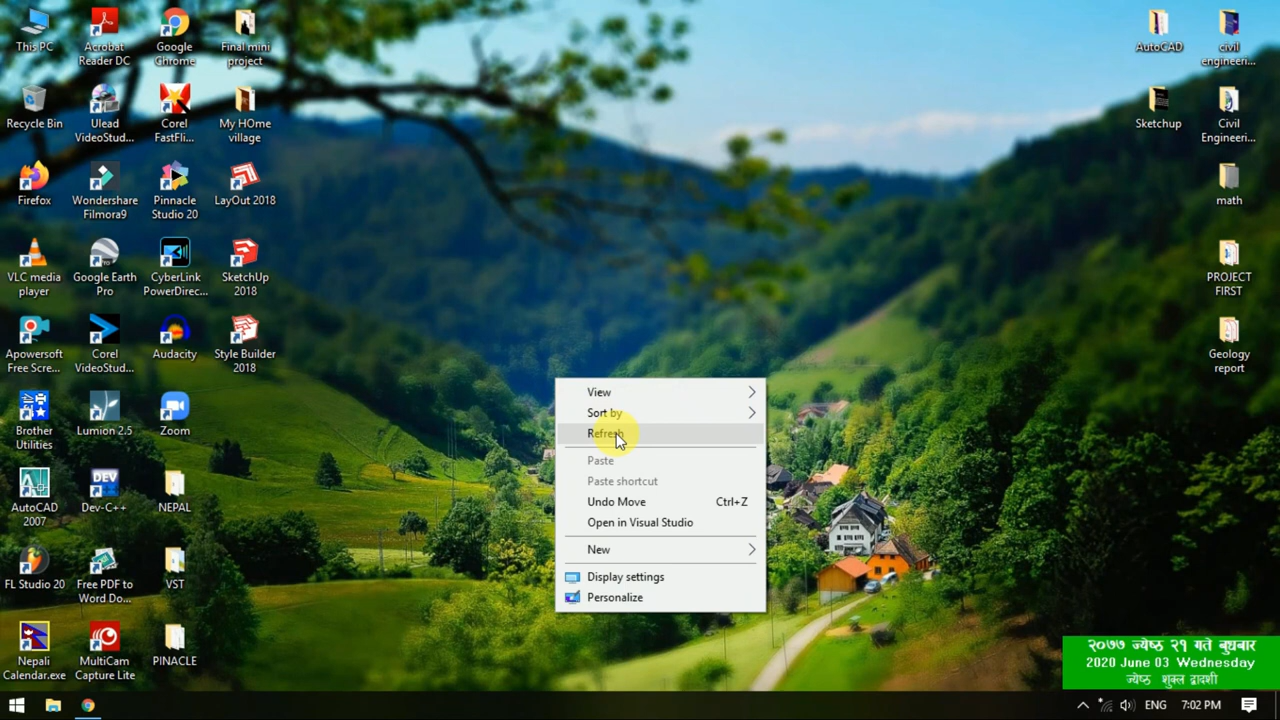 This PC
Acrobat
Reader DC
Google
Chrome
Final mini
project
Recycle Bin
Ulead
VideoStud...
Corel
FastFli...
My HOme
village
Firefox
Wondershare
Filmora9
Pinnacle
Studio 20
LayOut 2018
VLC media
player
Google Earth
Pro
CyberLink
PowerDirec...
SketchUp
2018
Apowersoft
Free Scre...
Corel
VideoStud...
Audacity
Style Builder
2018
Brother
Utilities
Lumion 2.5
Zoom
AutoCAD
2007
Dev-C++
NEPAL
FL Studio 20
Free PDF to
Word Do...
VST
Nepali
Calendar.exe
MultiCam
Capture Lite
PINACLE
AutoCAD
civil
engineeri...
Sketchup
Civil
Engineeri...
math
PROJECT
FIRST
Geology
report
View
Sort by
Refresh
Paste
Paste shortcut
Undo Move Ctrl+Z
Open in Visual Studio
New
Display settings
Personalize
२०७७ ज्येष्ठ २१ गते बुधबार
2020 June 03 Wednesday
ज्येष्ठ शुक्ल द्वादशी
ENG 7:02 PM